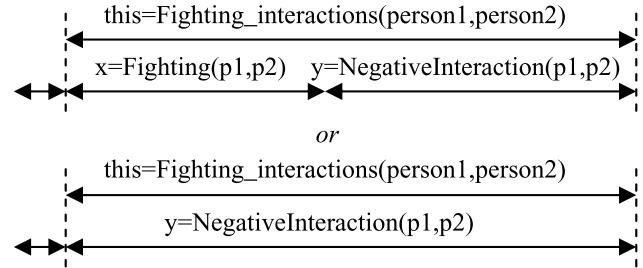 this=Fighting_interactions(person1,person2)
x=Fighting(p1,p2) y=NegativeInteraction(p1,p2)
or
this=Fighting_interactions(person1,person2)
y=NegativeInteraction(p1,p2)